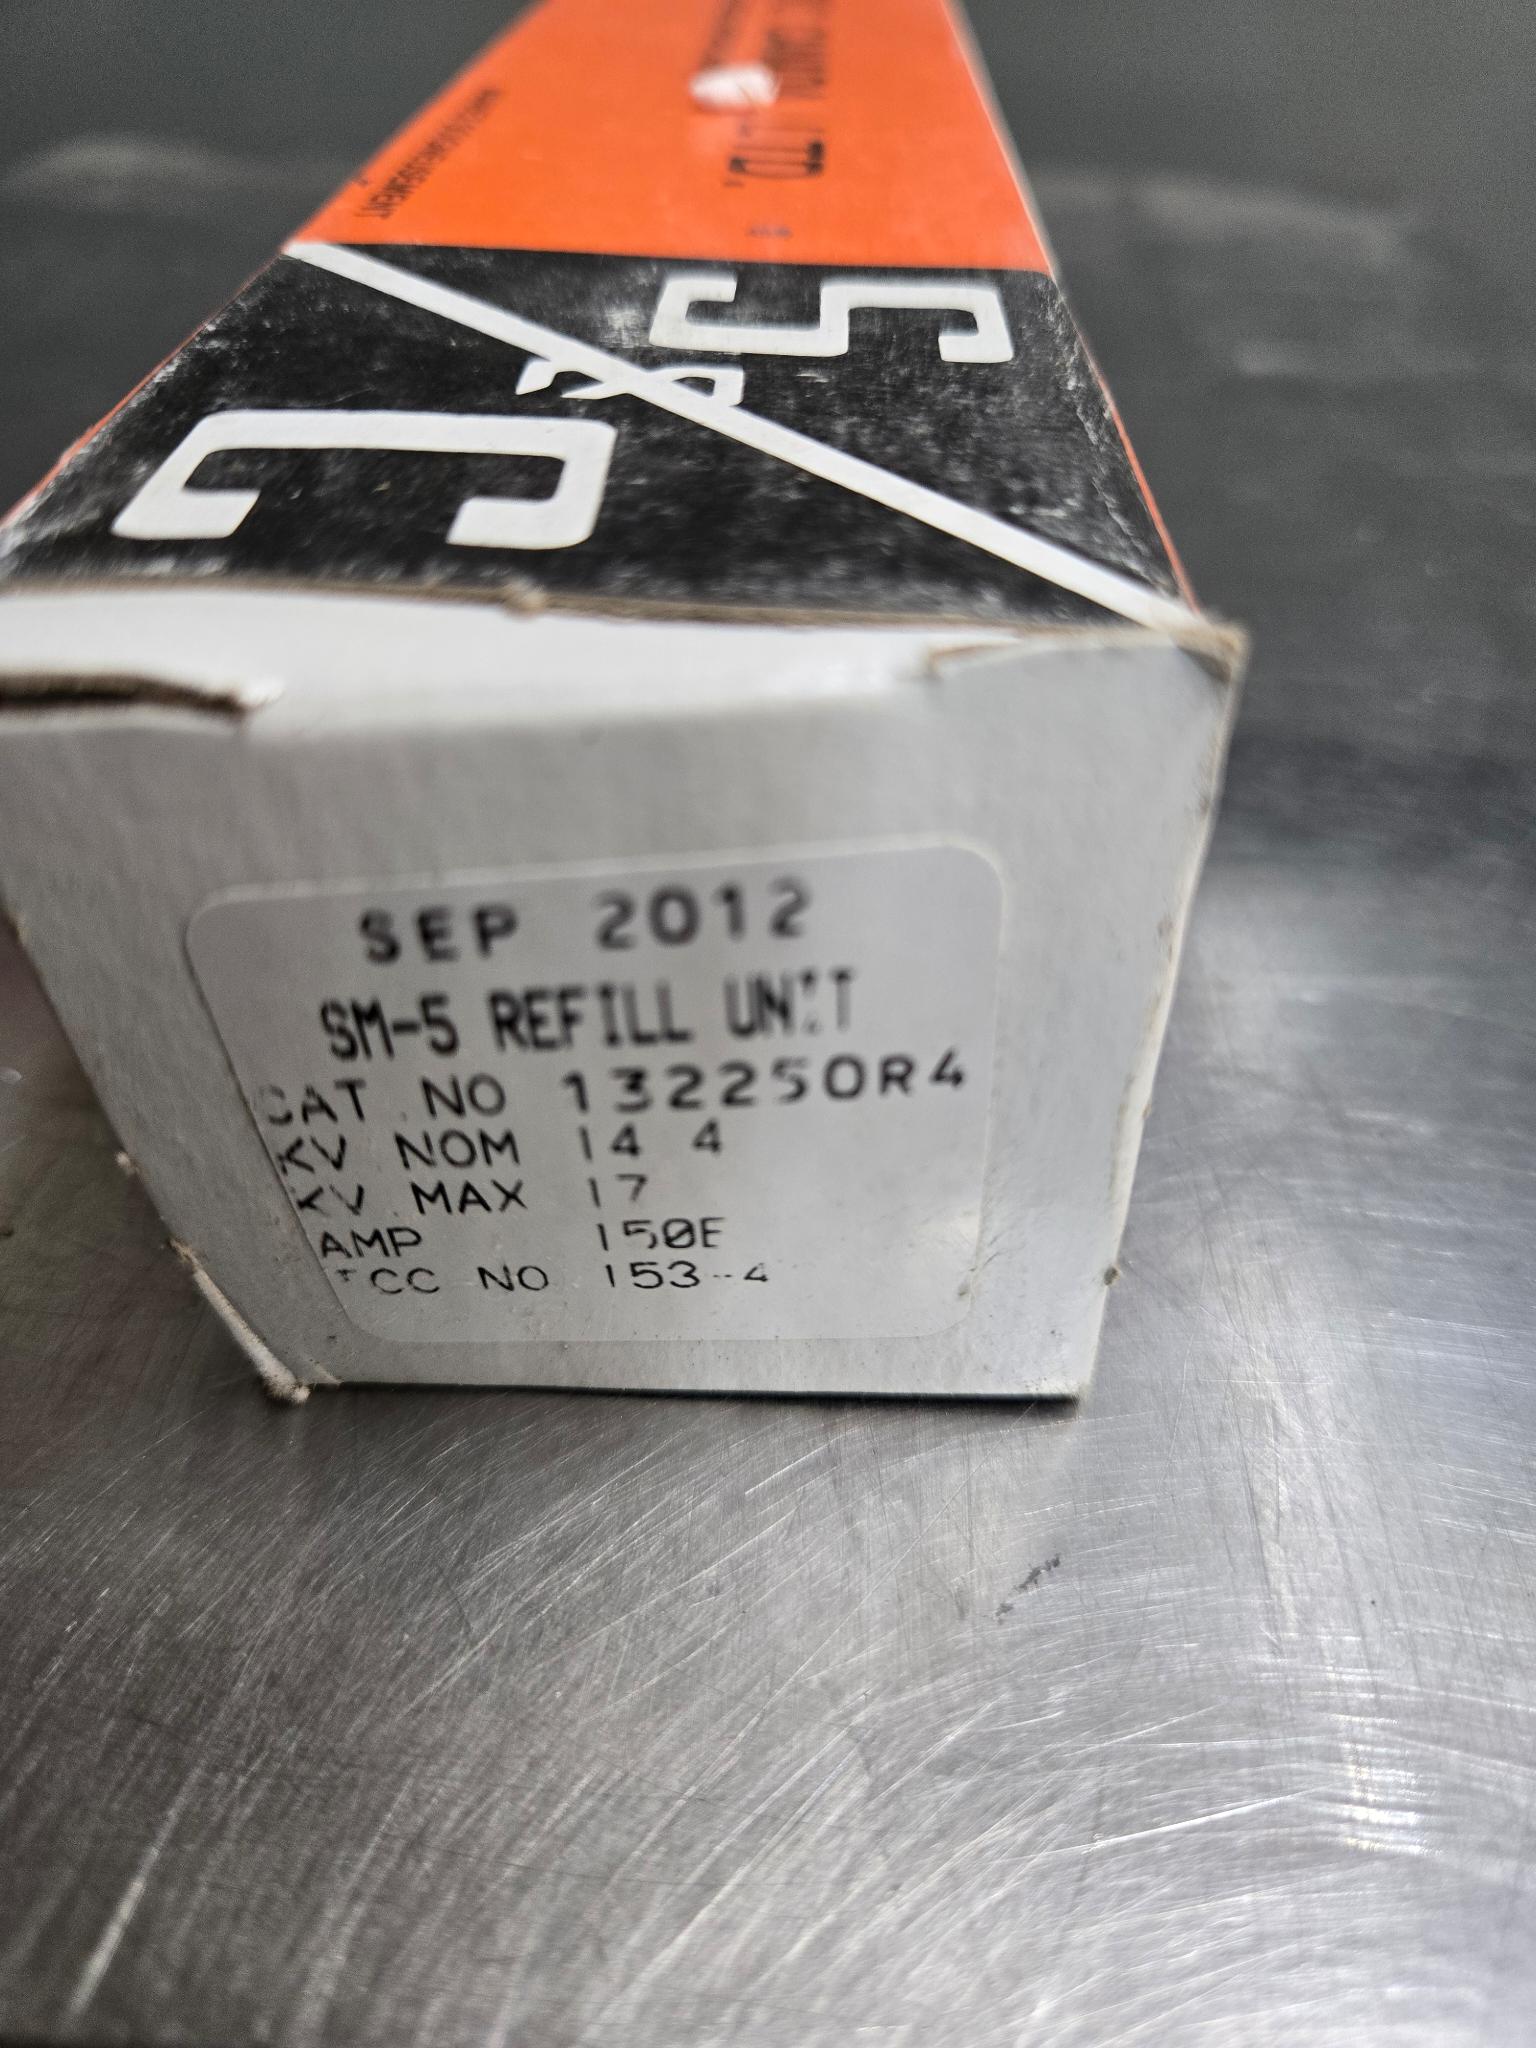 S&C
SEP 2012
SM-5 REFILL UNIT
CAT. NO 132250R4
KV. NOM 14 4
KV. MAX 17
AMP 150E
TCC NO 153-4
LTD.